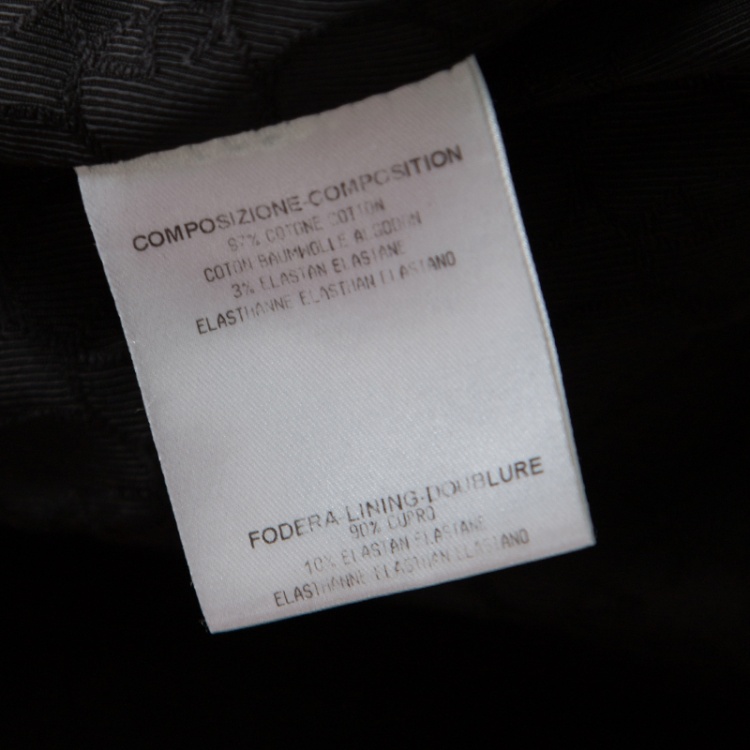 COMPOSIZIONE-COMPOSITION
97% COTONE COTTON
COTON BAUMWOLLE ALGODON
3% ELASTAN ELASTANE
ELASTHANNE ELASTHAN ELASTANO
FODERA-LINING-DOUBLURE
90% CUPRO
10% ELASTAN ELASTANE
ELASTHANNE ELASTHAN ELASTANO